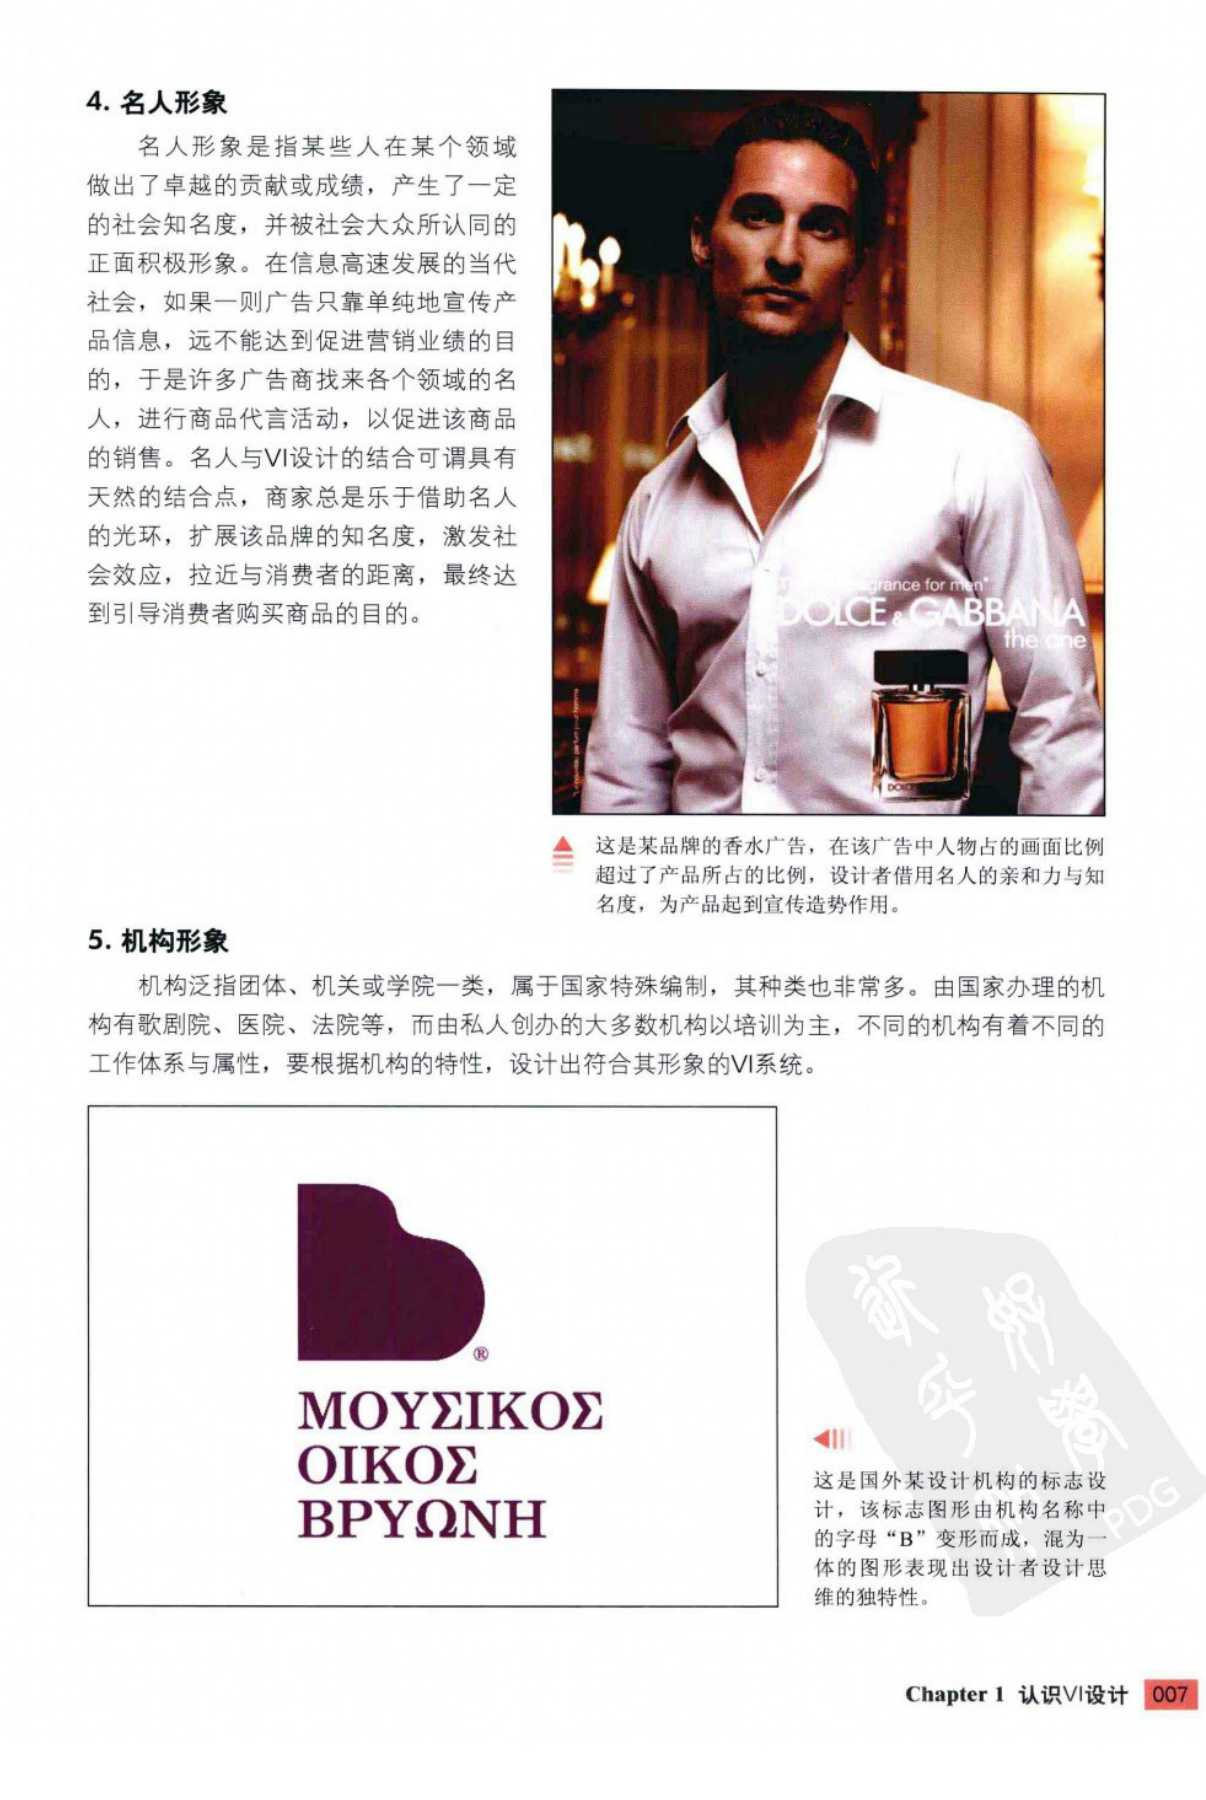 4. 名人形象
名人形象是指某些人在某个领域
做出了卓越的贡献或成绩，产生了一定
的社会知名度，并被社会大众所认同的
正面积极形象。在信息高速发展的当代
社会，如果一则广告只靠单纯地宣传产
品信息，远不能达到促进营销业绩的目
的，于是许多广告商找来各个领域的名
人，进行商品代言活动，以促进该商品
的销售。名人与VI设计的结合可谓具有
天然的结合点，商家总是乐于借助名人
的光环，扩展该品牌的知名度，激发社
会效应，拉近与消费者的距离，最终达
到引导消费者购买商品的目的。
grance for men"
DOLCE & GABBANA
the one
这是某品牌的香水广告，在该广告中人物占的画面比例
超过了产品所占的比例，设计者借用名人的亲和力与知
名度，为产品起到宣传造势作用。
5. 机构形象
机构泛指团体、机关或学院一类，属于国家特殊编制，其种类也非常多。由国家办理的机
构有歌剧院、医院、法院等，而由私人创办的大多数机构以培训为主，不同的机构有着不同的
工作体系与属性，要根据机构的特性，设计出符合其形象的VI系统。
®
ΜΟΥΣΙΚΟΣ
ΟΙΚΟΣ
ΒΡΥΩΝΗ
这是国外某设计机构的标志设
计，该标志图形由机构名称中
的字母“B”变形而成，混为一
体的图形表现出设计者设计思
维的独特性。
PDG
Chapter 1 认识VI设计 007